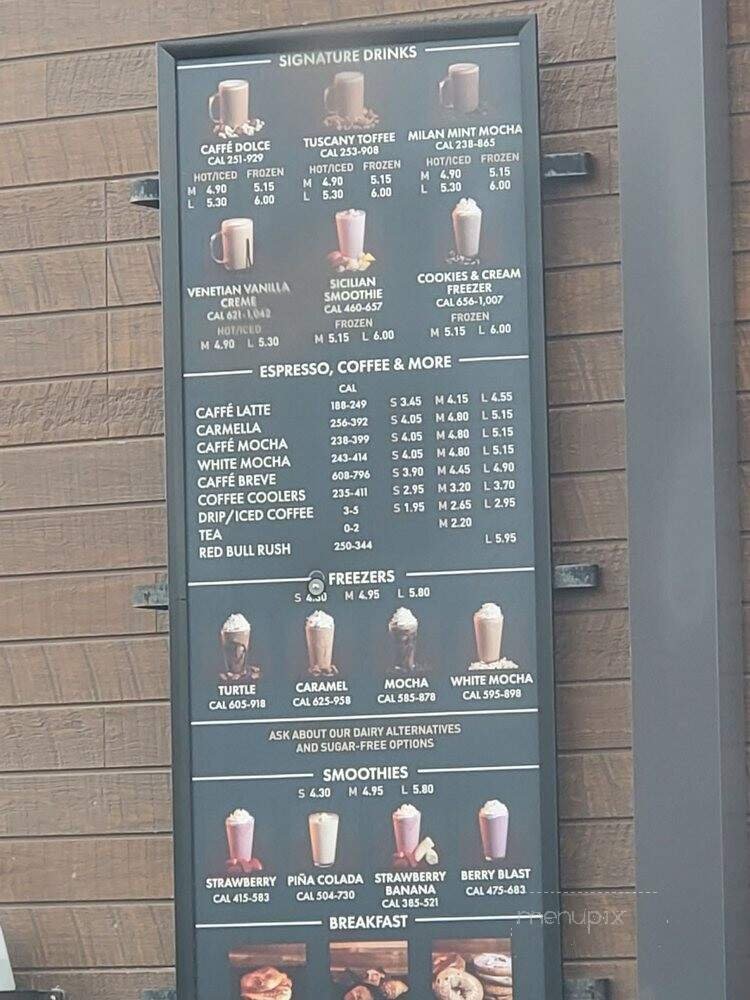 SIGNATURE DRINKS
CAFFÉ DOLCE
CAL 251-929
HOT/ICED FROZEN
M 4.90 5.15
L 5.30 6.00
TUSCANY TOFFEE
CAL 253-908
HOT/ICED FROZEN
M 4.90 5.15
L 5.30 6.00
MILAN MINT MOCHA
CAL 238-865
HOT/ICED FROZEN
M 4.90 5.15
L 5.30 6.00
VENETIAN VANILLA
CREME
CAL 621-1,042
HOT/ICED
M 4.90 L 5.30
SICILIAN
SMOOTHIE
CAL 460-657
FROZEN
M 5.15 L 6.00
COOKIES & CREAM
FREEZER
CAL 656-1,007
FROZEN
M 5.15 L 6.00
ESPRESSO, COFFEE & MORE
CAL
CAFFÉ LATTE 188-249 S 3.45 M 4.15 L 4.55
CARMELLA 256-392 S 4.05 M 4.80 L 5.15
CAFFÉ MOCHA 238-399 S 4.05 M 4.80 L 5.15
WHITE MOCHA 243-414 S 4.05 M 4.80 L 5.15
CAFFÉ BREVE 608-796 S 3.90 M 4.45 L 4.90
COFFEE COOLERS 235-411 S 2.95 M 3.20 L 3.70
DRIP/ICED COFFEE 3-5 S 1.95 M 2.65 L 2.95
TEA 0-2 M 2.20
RED BULL RUSH 250-344 L 5.95
FREEZERS
S M 4.95 L 5.80
TURTLE
CAL 605-918
CARAMEL
CAL 625-958
MOCHA
CAL 585-878
WHITE MOCHA
CAL 595-898
ASK ABOUT OUR DAIRY ALTERNATIVES
AND SUGAR-FREE OPTIONS
SMOOTHIES
S 4.30 M 4.95 L 5.80
STRAWBERRY
CAL 415-583
PIÑA COLADA
CAL 504-730
STRAWBERRY
BANANA
CAL 385-521
BERRY BLAST
CAL 475-683
BREAKFAST
menupix